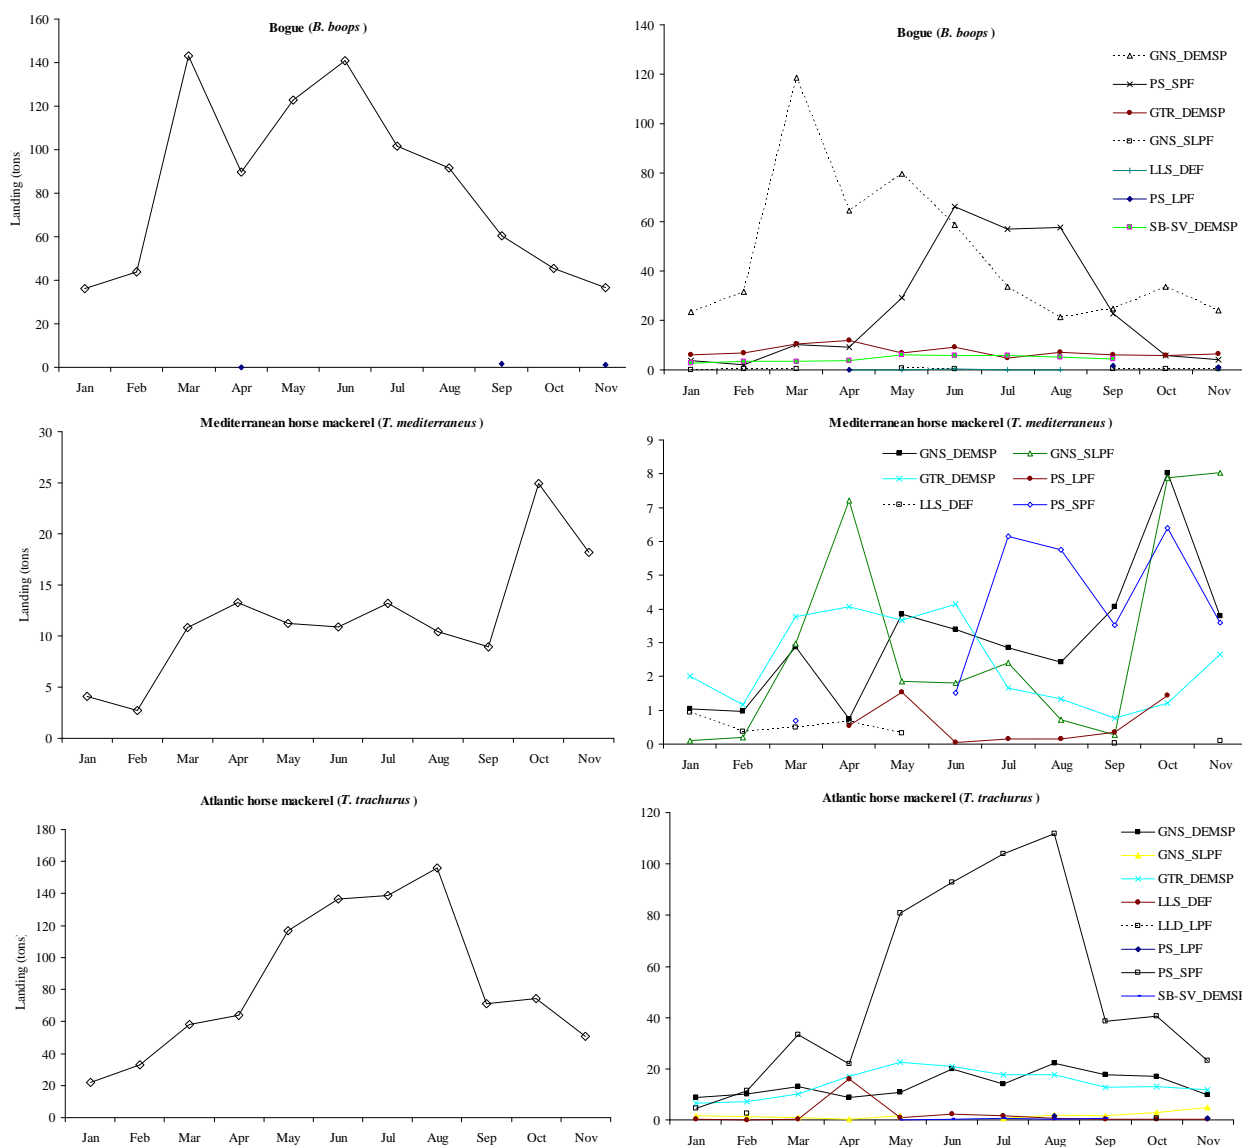 Bogue (B. boops )
160
140
120
100
80
60
40
20
0
Landing (tons
Jan Feb Mar Apr May Jun Jul Aug Sep Oct Nov
Bogue (B. boops )
140
120
100
80
60
40
20
0
GNS_DEMSP
PS_SPF
GTR_DEMSP
GNS_SLPF
LLS_DEF
PS_LPF
SB-SV_DEMSP
Jan Feb Mar Apr May Jun Jul Aug Sep Oct Nov
Mediterranean horse mackerel (T. mediterraneus )
30
25
20
15
10
5
0
Landing (tons
Jan Feb Mar Apr May Jun Jul Aug Sep Oct Nov
Mediterranean horse mackerel (T. mediterraneus )
9
8
7
6
5
4
3
2
1
0
GNS_DEMSP GNS_SLPF
GTR_DEMSP PS_LPF
LLS_DEF PS_SPF
Jan Feb Mar Apr May Jun Jul Aug Sep Oct Nov
Atlantic horse mackerel (T. trachurus )
180
160
140
120
100
80
60
40
20
0
Landing (tons)
Jan Feb Mar Apr May Jun Jul Aug Sep Oct Nov
Atlantic horse mackerel (T. trachurus )
120
100
80
60
40
20
0
GNS_DEMSP
GNS_SLPF
GTR_DEMSP
LLS_DEF
LLD_LPF
PS_LPF
PS_SPF
SB-SV_DEMSP
Jan Feb Mar Apr May Jun Jul Aug Sep Oct Nov